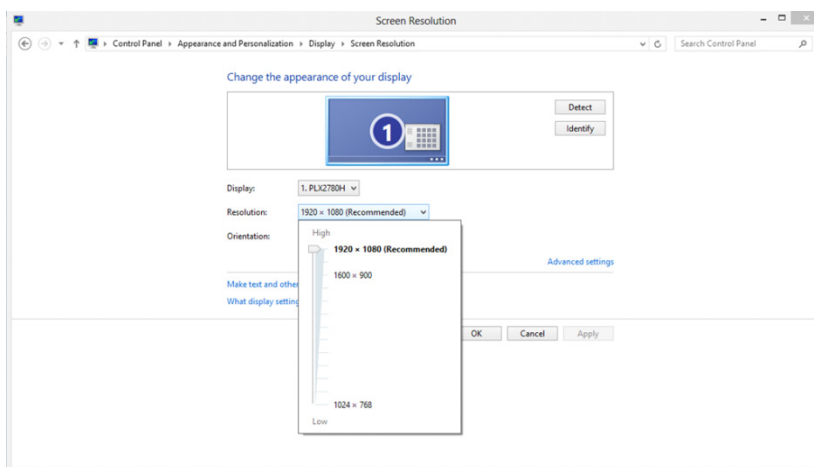 Screen Resolution
Control Panel Appearance and Personalization Display Screen Resolution Search Control Panel
Change the appearance of your display
1
Detect
Identify
Display: 1. PLX2780H
Resolution: 1920 × 1080 (Recommended)
Orientation:
High
1920 × 1080 (Recommended)
1600 × 900
1024 × 768
Low
Advanced settings
Make text and other
What display setting
OK Cancel Apply